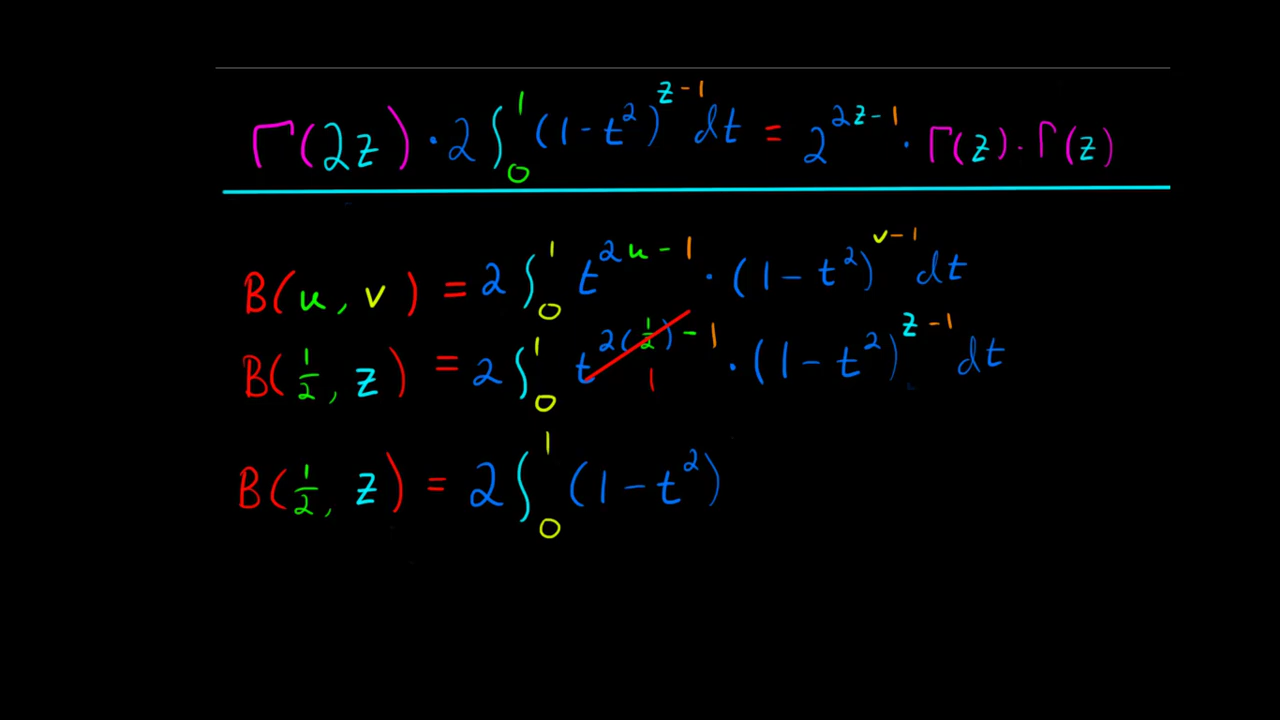 Γ(2z) · 2 ∫₀¹ (1 - t²)^(z-1) dt = 2^(2z-1) · Γ(z) · Γ(z)
B(u, v) = 2 ∫₀¹ t^(2u-1) · (1 - t²)^(v-1) dt
B(1/2, z) = 2 ∫₀¹ t^(2(1/2)-1) · (1 - t²)^(z-1) dt
1
B(1/2, z) = 2 ∫₀¹ (1 - t²)